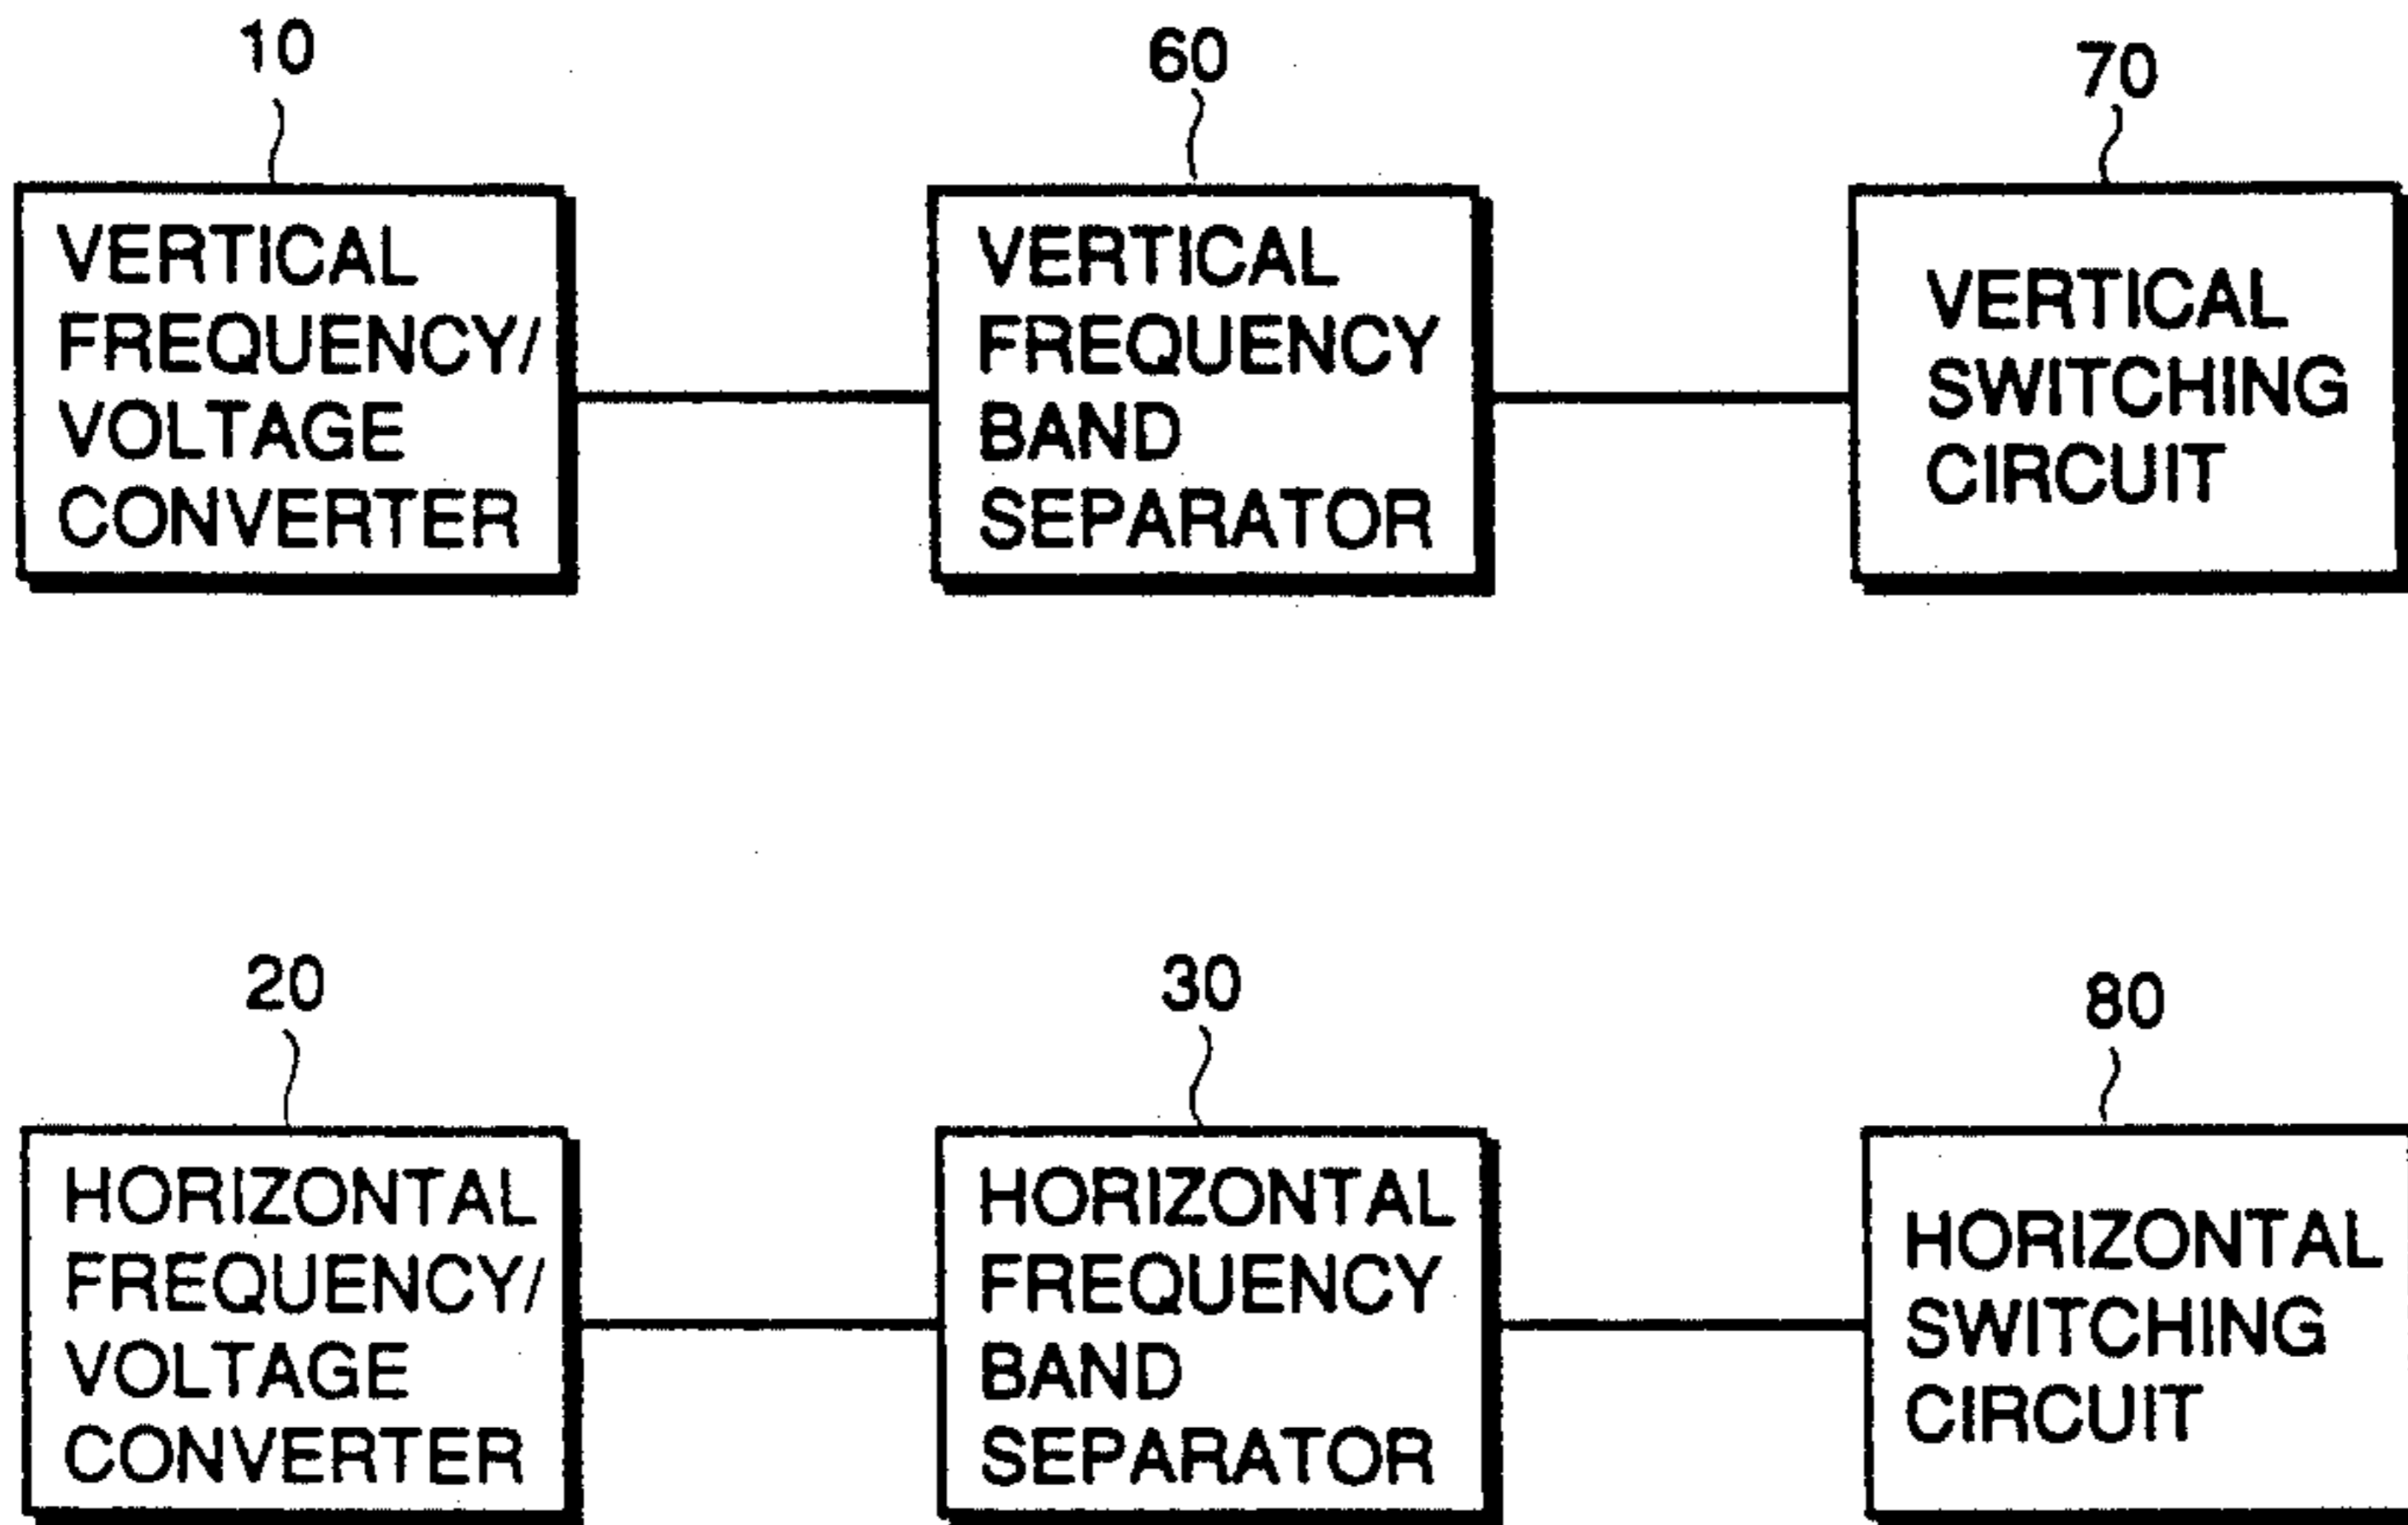 10
60
70
VERTICAL
FREQUENCY/
VOLTAGE
CONVERTER
VERTICAL
FREQUENCY
BAND
SEPARATOR
VERTICAL
SWITCHING
CIRCUIT
20
30
80
HORIZONTAL
FREQUENCY/
VOLTAGE
CONVERTER
HORIZONTAL
FREQUENCY
BAND
SEPARATOR
HORIZONTAL
SWITCHING
CIRCUIT